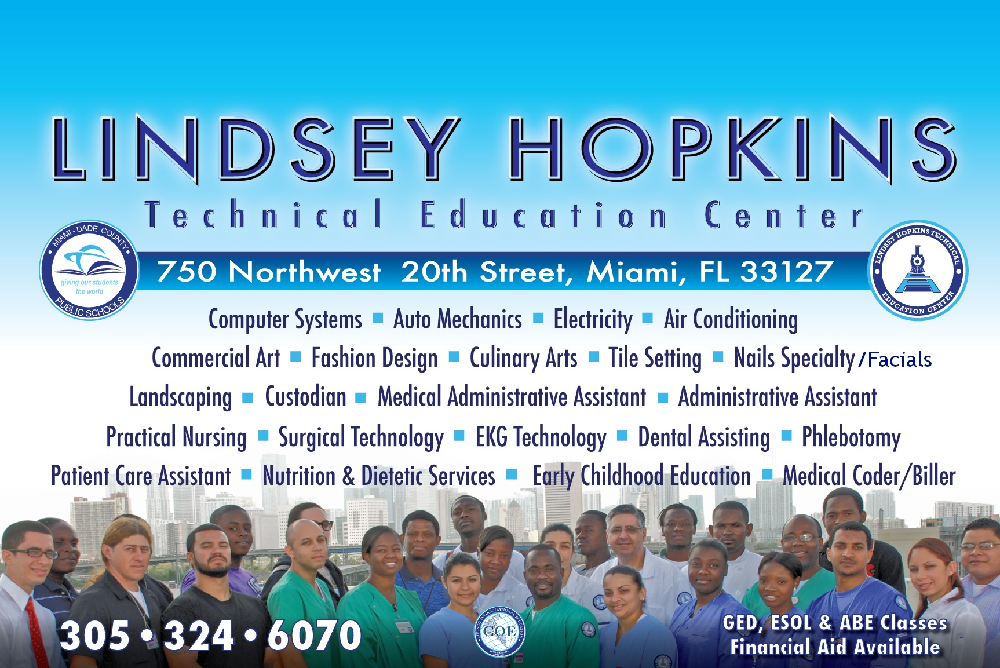 LINDSEY HOPKINS
Technical Education Center
MIAMI - DADE COUNTY
giving our students
the world
PUBLIC SCHOOLS
750 Northwest 20th Street, Miami, FL 33127
LINDSEY HOPKINS TECHNICAL
EDUCATION CENTER
Computer Systems ■ Auto Mechanics ■ Electricity ■ Air Conditioning
Commercial Art ■ Fashion Design ■ Culinary Arts ■ Tile Setting ■ Nails Specialty/Facials
Landscaping ■ Custodian ■ Medical Administrative Assistant ■ Administrative Assistant
Practical Nursing ■ Surgical Technology ■ EKG Technology ■ Dental Assisting ■ Phlebotomy
Patient Care Assistant ■ Nutrition & Dietetic Services ■ Early Childhood Education ■ Medical Coder/Biller
305 • 324 • 6070
COUNCIL ON OCCUPATIONAL EDUCATION
COE
GED, ESOL & ABE Classes
Financial Aid Available